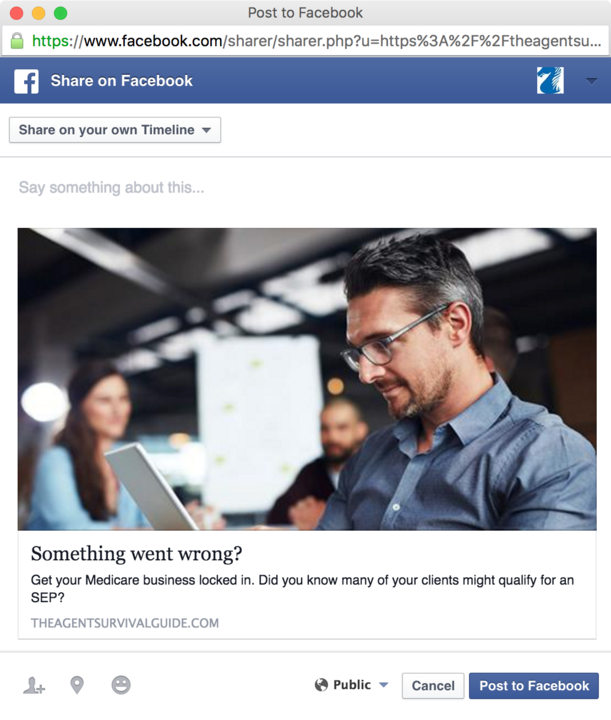 Post to Facebook
https://www.facebook.com/sharer/sharer.php?u=https%3A%2F%2Ftheagentsu...
f Share on Facebook
Share on your own Timeline
Say something about this...
Something went wrong?
Get your Medicare business locked in. Did you know many of your clients might qualify for an
SEP?
THEAGENTSURVIVALGUIDE.COM
Public Cancel Post to Facebook